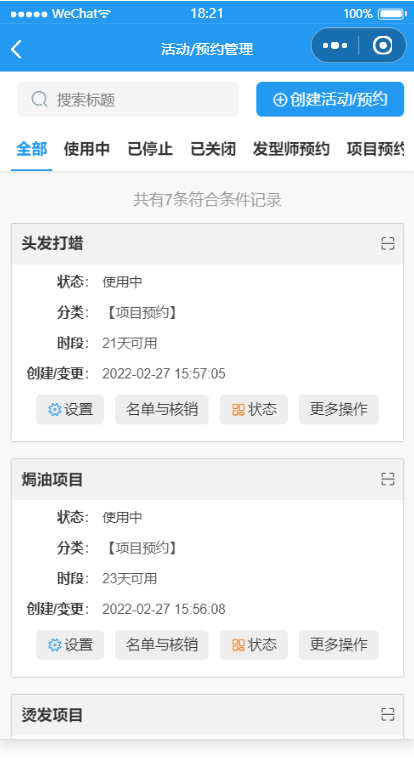 WeChat 18:21 100%
活动/预约管理
搜索标题 创建活动/预约
全部 使用中 已停止 已关闭 发型师预约 项目预约
共有7条符合条件记录
头发打蜡
状态： 使用中
分类： 【项目预约】
时段： 21天可用
创建/变更： 2022-02-27 15:57:05
设置 名单与核销 状态 更多操作
焗油项目
状态： 使用中
分类： 【项目预约】
时段： 23天可用
创建/变更： 2022-02-27 15:56:08
设置 名单与核销 状态 更多操作
烫发项目